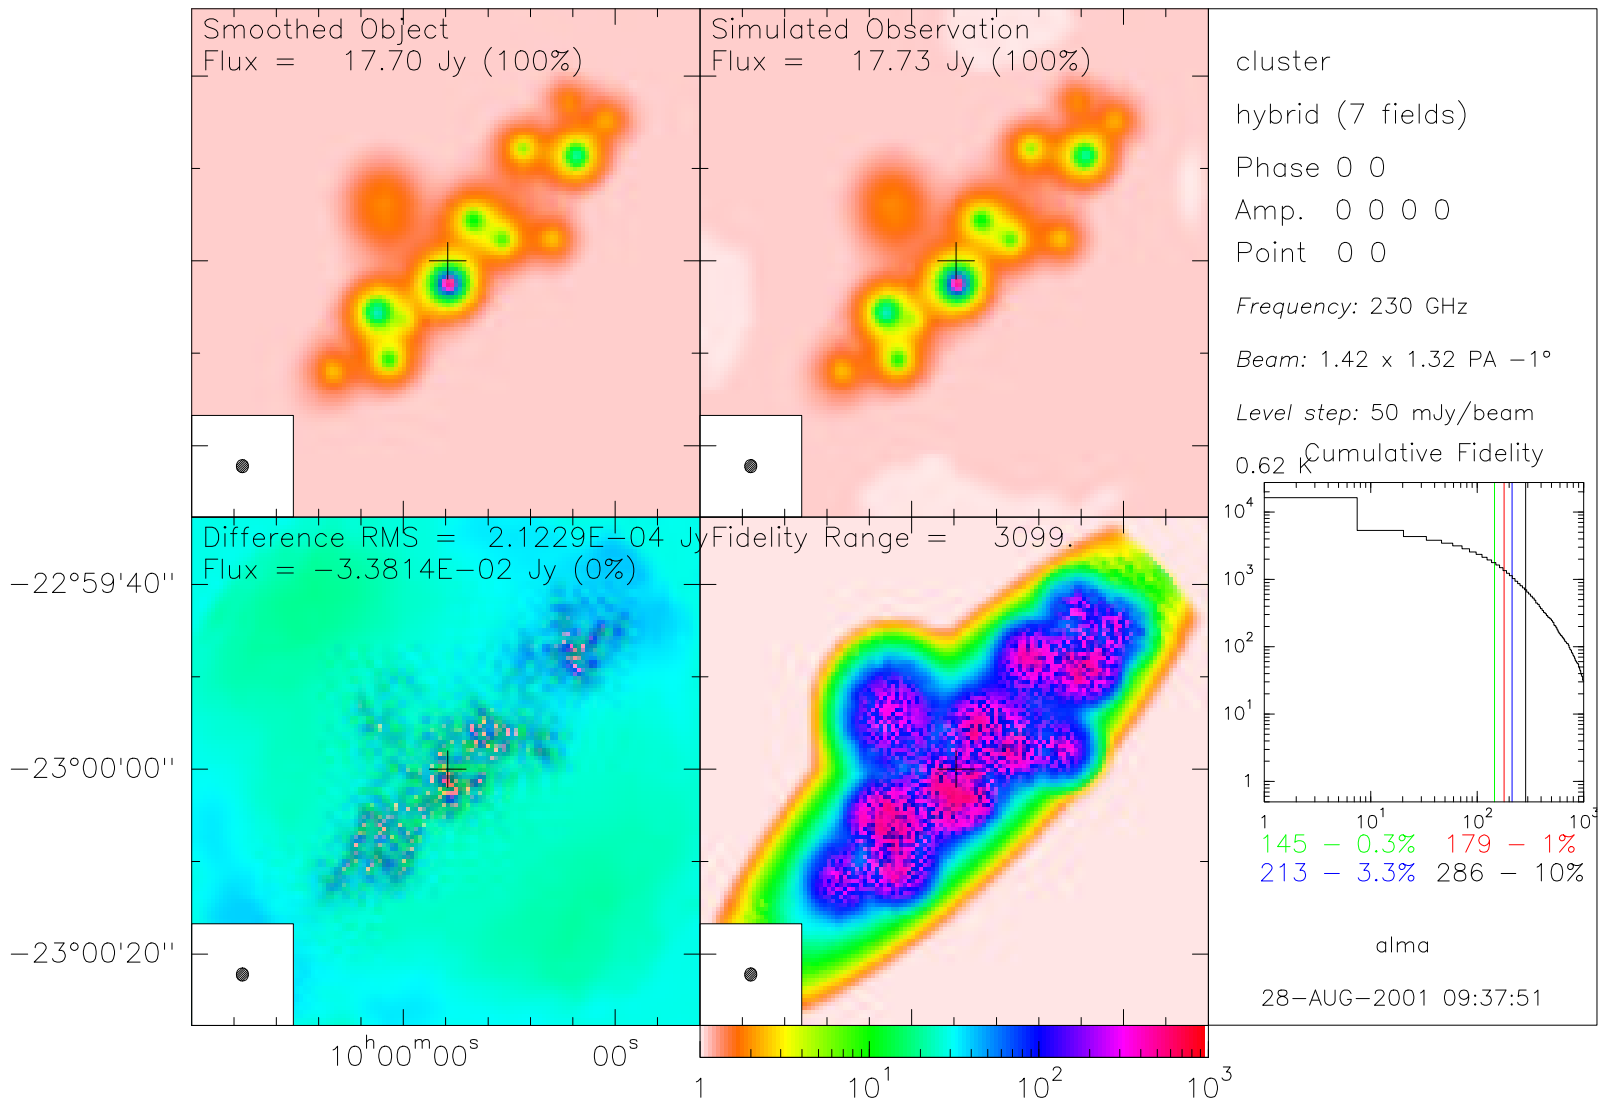 Smoothed Object
Flux = 17.70 Jy (100%)
Simulated Observation
Flux = 17.73 Jy (100%)
cluster
hybrid (7 fields)
Phase 0 0
Amp. 0 0 0 0
Point 0 0
Frequency: 230 GHz
Beam: 1.42 x 1.32 PA −1°
Level step: 50 mJy/beam
0.62 K
Cumulative Fidelity
10⁴
10³
10²
10¹
1
1 10¹ 10² 10³
145 − 0.3% 179 − 1%
213 − 3.3% 286 − 10%
alma
28−AUG−2001 09:37:51
Difference RMS = 2.1229E−04 Jy
Flux = −3.3814E−02 Jy (0%)
Fidelity Range = 3099.
−22°59'40''
−23°00'00''
−23°00'20''
10ʰ00ᵐ00ˢ 00ˢ
1 10¹ 10² 10³